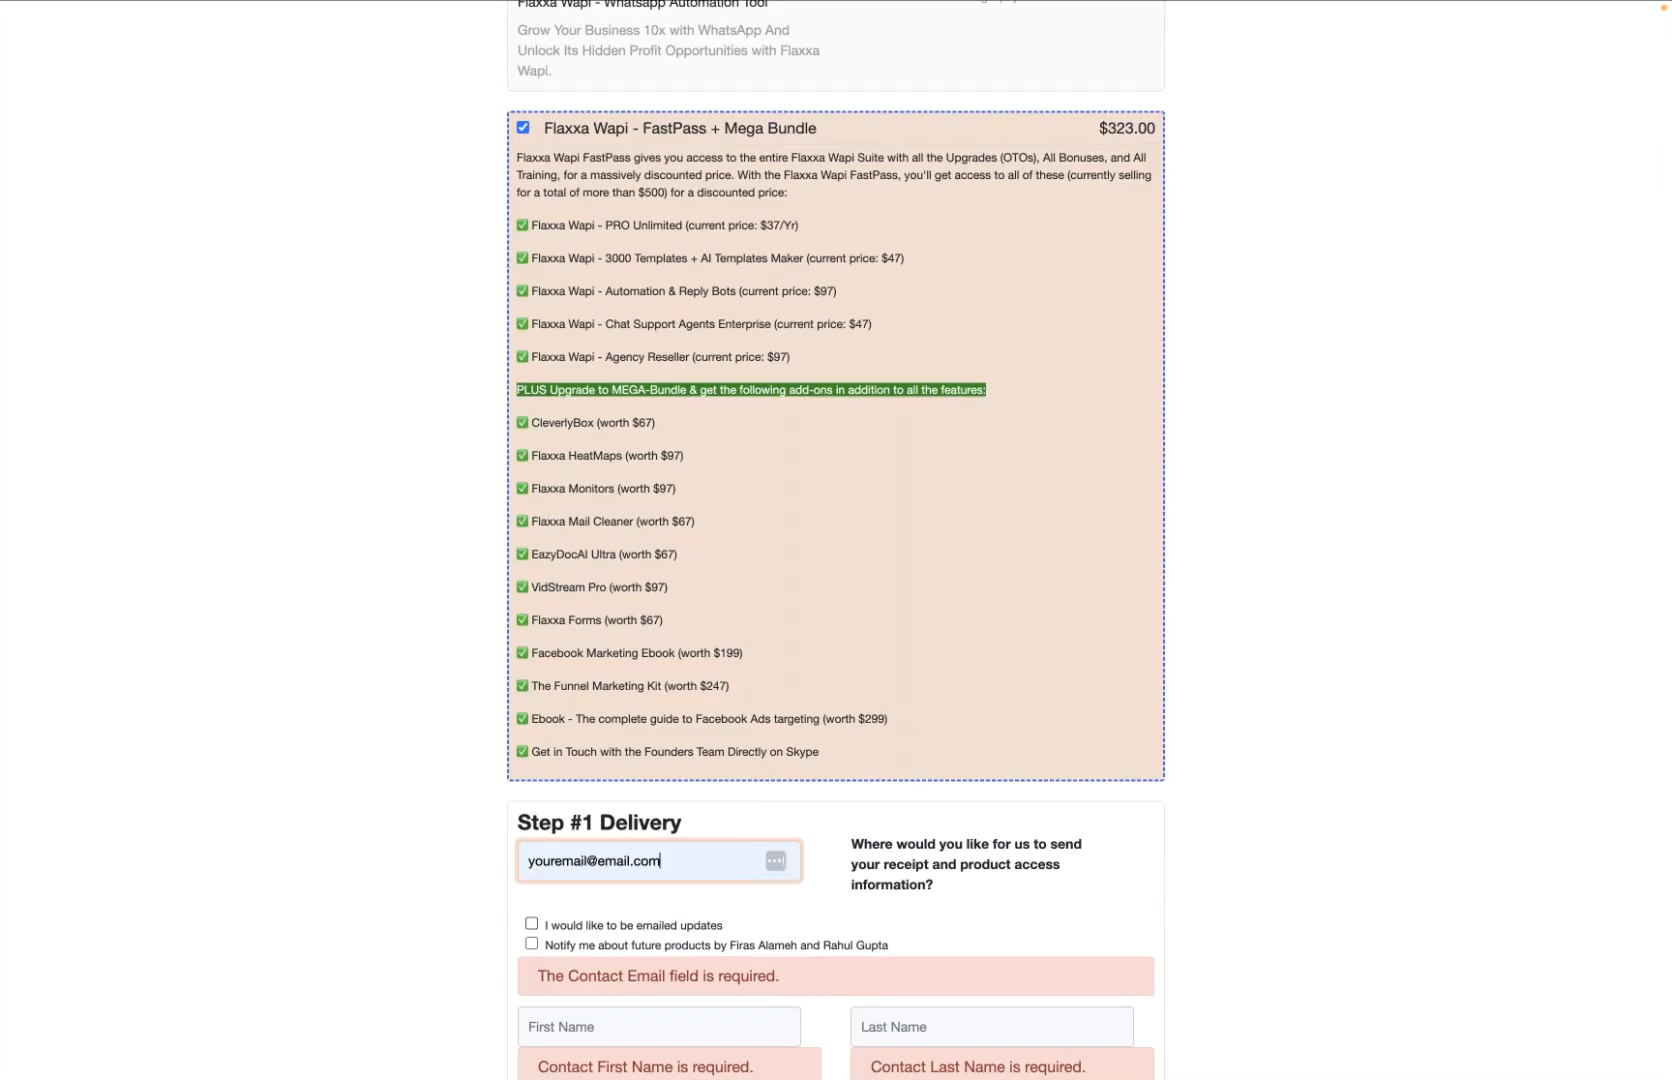 Flaxxa Wapi - Whatsapp Automation Tool
Grow Your Business 10x with WhatsApp And
Unlock Its Hidden Profit Opportunities with Flaxxa
Wapi.
Flaxxa Wapi - FastPass + Mega Bundle $323.00
Flaxxa Wapi FastPass gives you access to the entire Flaxxa Wapi Suite with all the Upgrades (OTOs), All Bonuses, and All
Training, for a massively discounted price. With the Flaxxa Wapi FastPass, you'll get access to all of these (currently selling
for a total of more than $500) for a discounted price:
✅ Flaxxa Wapi - PRO Unlimited (current price: $37/Yr)
✅ Flaxxa Wapi - 3000 Templates + AI Templates Maker (current price: $47)
✅ Flaxxa Wapi - Automation & Reply Bots (current price: $97)
✅ Flaxxa Wapi - Chat Support Agents Enterprise (current price: $47)
✅ Flaxxa Wapi - Agency Reseller (current price: $97)
PLUS Upgrade to MEGA-Bundle & get the following add-ons in addition to all the features:
✅ CleverlyBox (worth $67)
✅ Flaxxa HeatMaps (worth $97)
✅ Flaxxa Monitors (worth $97)
✅ Flaxxa Mail Cleaner (worth $67)
✅ EazyDocAI Ultra (worth $67)
✅ VidStream Pro (worth $97)
✅ Flaxxa Forms (worth $67)
✅ Facebook Marketing Ebook (worth $199)
✅ The Funnel Marketing Kit (worth $247)
✅ Ebook - The complete guide to Facebook Ads targeting (worth $299)
✅ Get in Touch with the Founders Team Directly on Skype
Step #1 Delivery
youremail@email.com
Where would you like for us to send
your receipt and product access
information?
I would like to be emailed updates
Notify me about future products by Firas Alameh and Rahul Gupta
The Contact Email field is required.
First Name
Last Name
Contact First Name is required.
Contact Last Name is required.